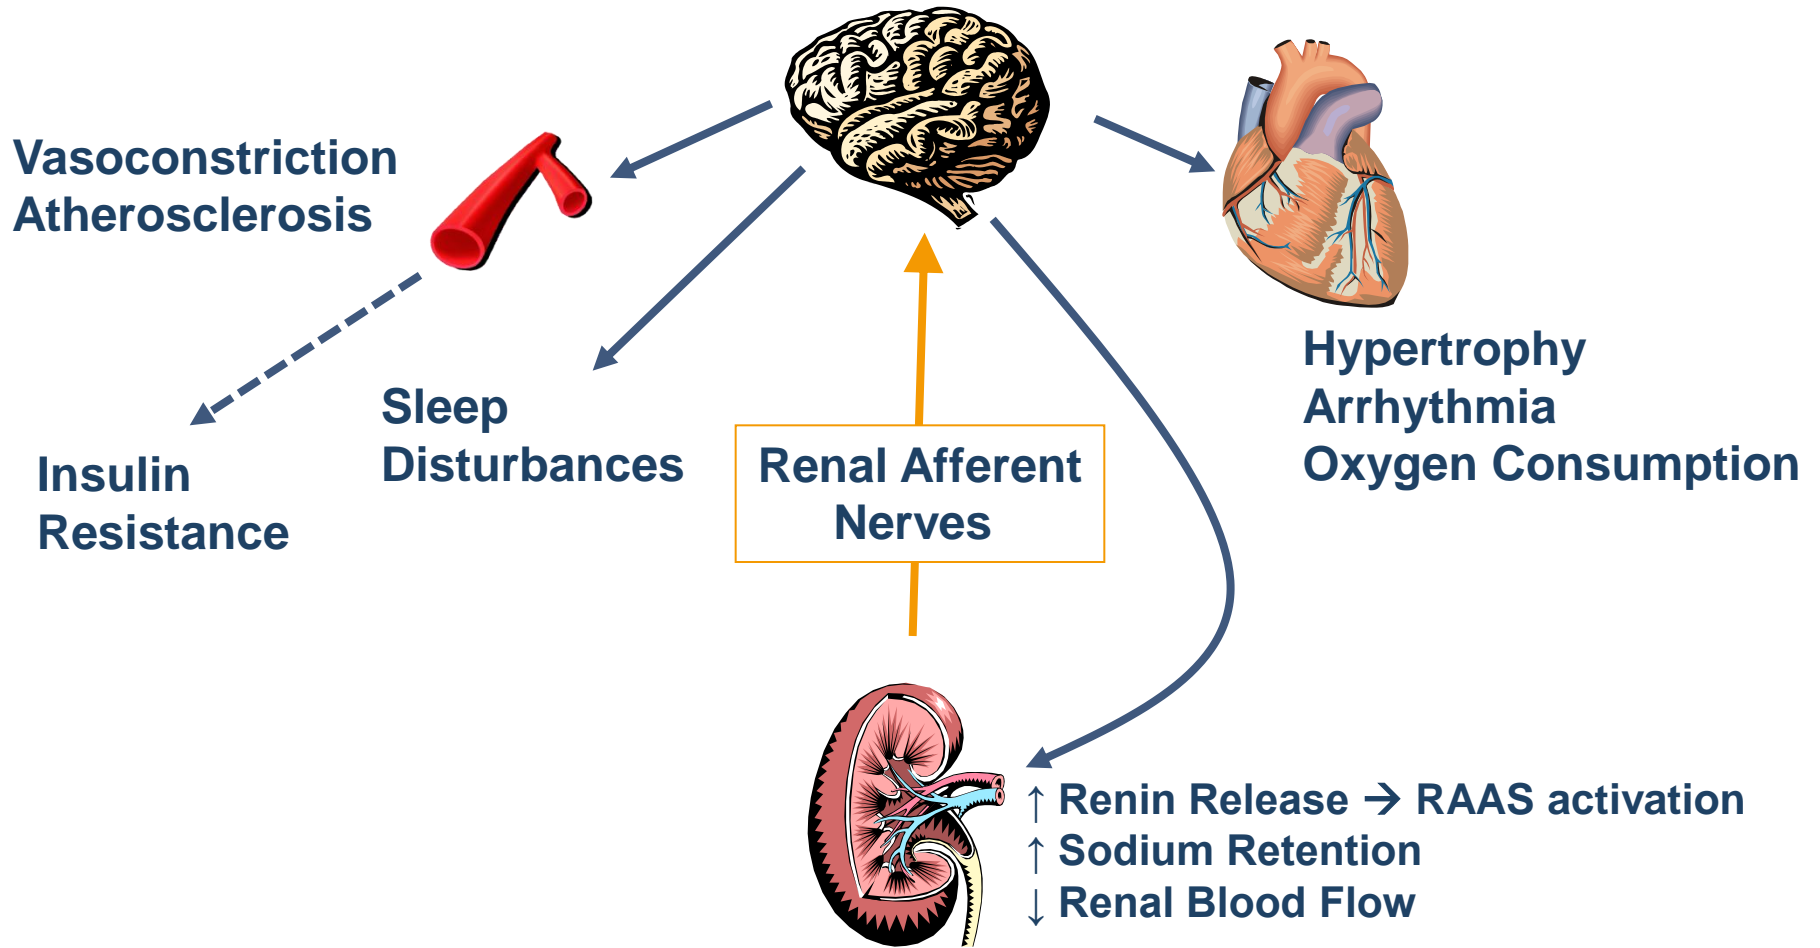 Vasoconstriction
Atherosclerosis
Insulin
Resistance
Sleep
Disturbances
Renal Afferent
Nerves
Hypertrophy
Arrhythmia
Oxygen Consumption
↑ Renin Release → RAAS activation
↑ Sodium Retention
↓ Renal Blood Flow